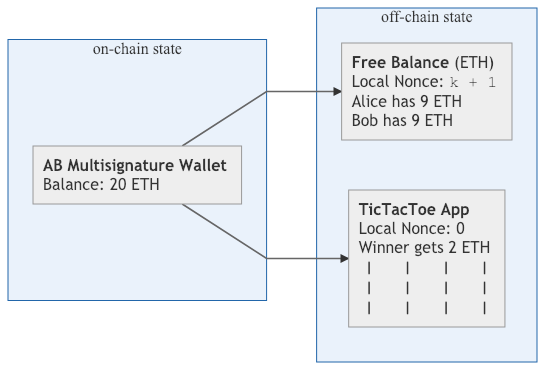 on-chain state
off-chain state
AB Multisignature Wallet
Balance: 20 ETH
Free Balance (ETH)
Local Nonce: k + 1
Alice has 9 ETH
Bob has 9 ETH
TicTacToe App
Local Nonce: 0
Winner gets 2 ETH
| | | |
| | | |
| | | |